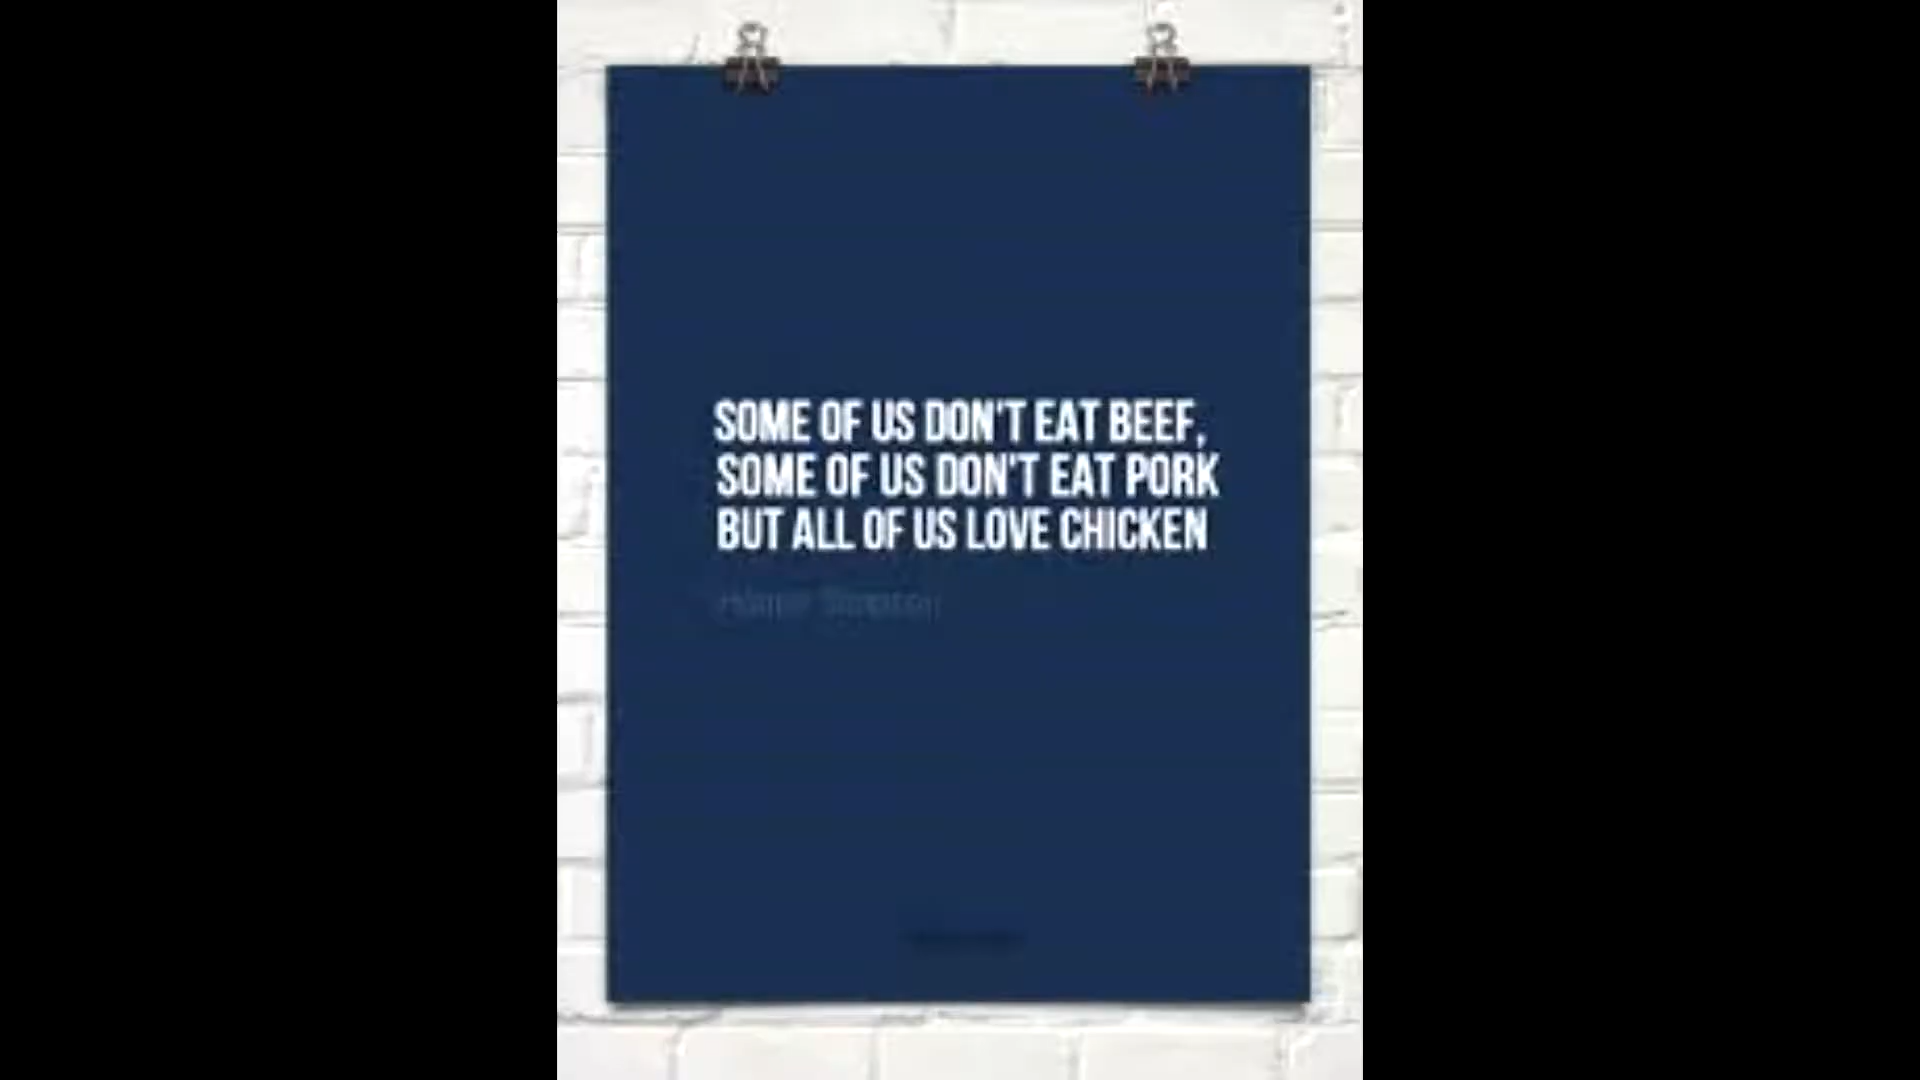 SOME OF US DON'T EAT BEEF,
SOME OF US DON'T EAT PORK
BUT ALL OF US LOVE CHICKEN